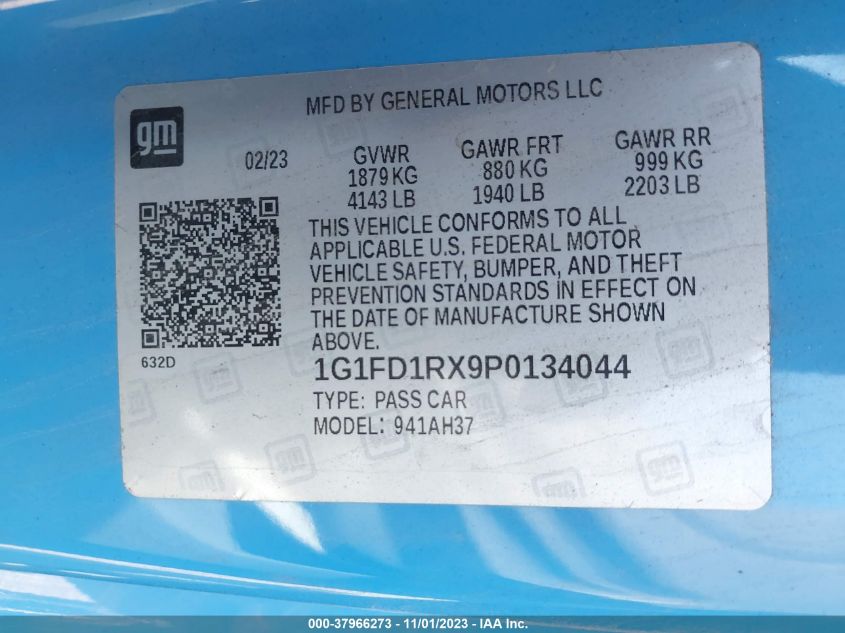 MFD BY GENERAL MOTORS LLC
gm
02/23
GVWR GAWR FRT GAWR RR
1879 KG 880 KG 999 KG
4143 LB 1940 LB 2203 LB
THIS VEHICLE CONFORMS TO ALL
APPLICABLE U.S. FEDERAL MOTOR
VEHICLE SAFETY, BUMPER, AND THEFT
PREVENTION STANDARDS IN EFFECT ON
THE DATE OF MANUFACTURE SHOWN
ABOVE.
632D
1G1FD1RX9P0134044
TYPE: PASS CAR
MODEL: 941AH37
000-37966273 - 11/01/2023 - IAA Inc.